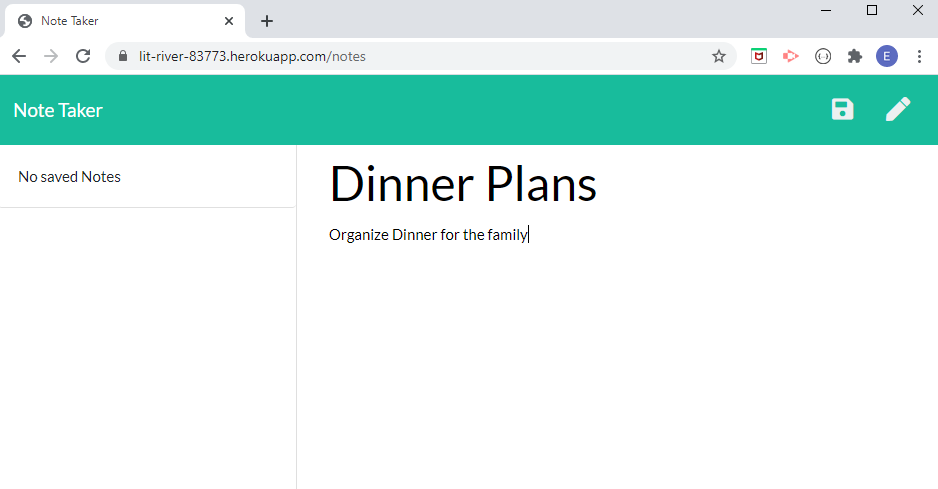 Note Taker
lit-river-83773.herokuapp.com/notes
E
Note Taker
No saved Notes
Dinner Plans
Organize Dinner for the family